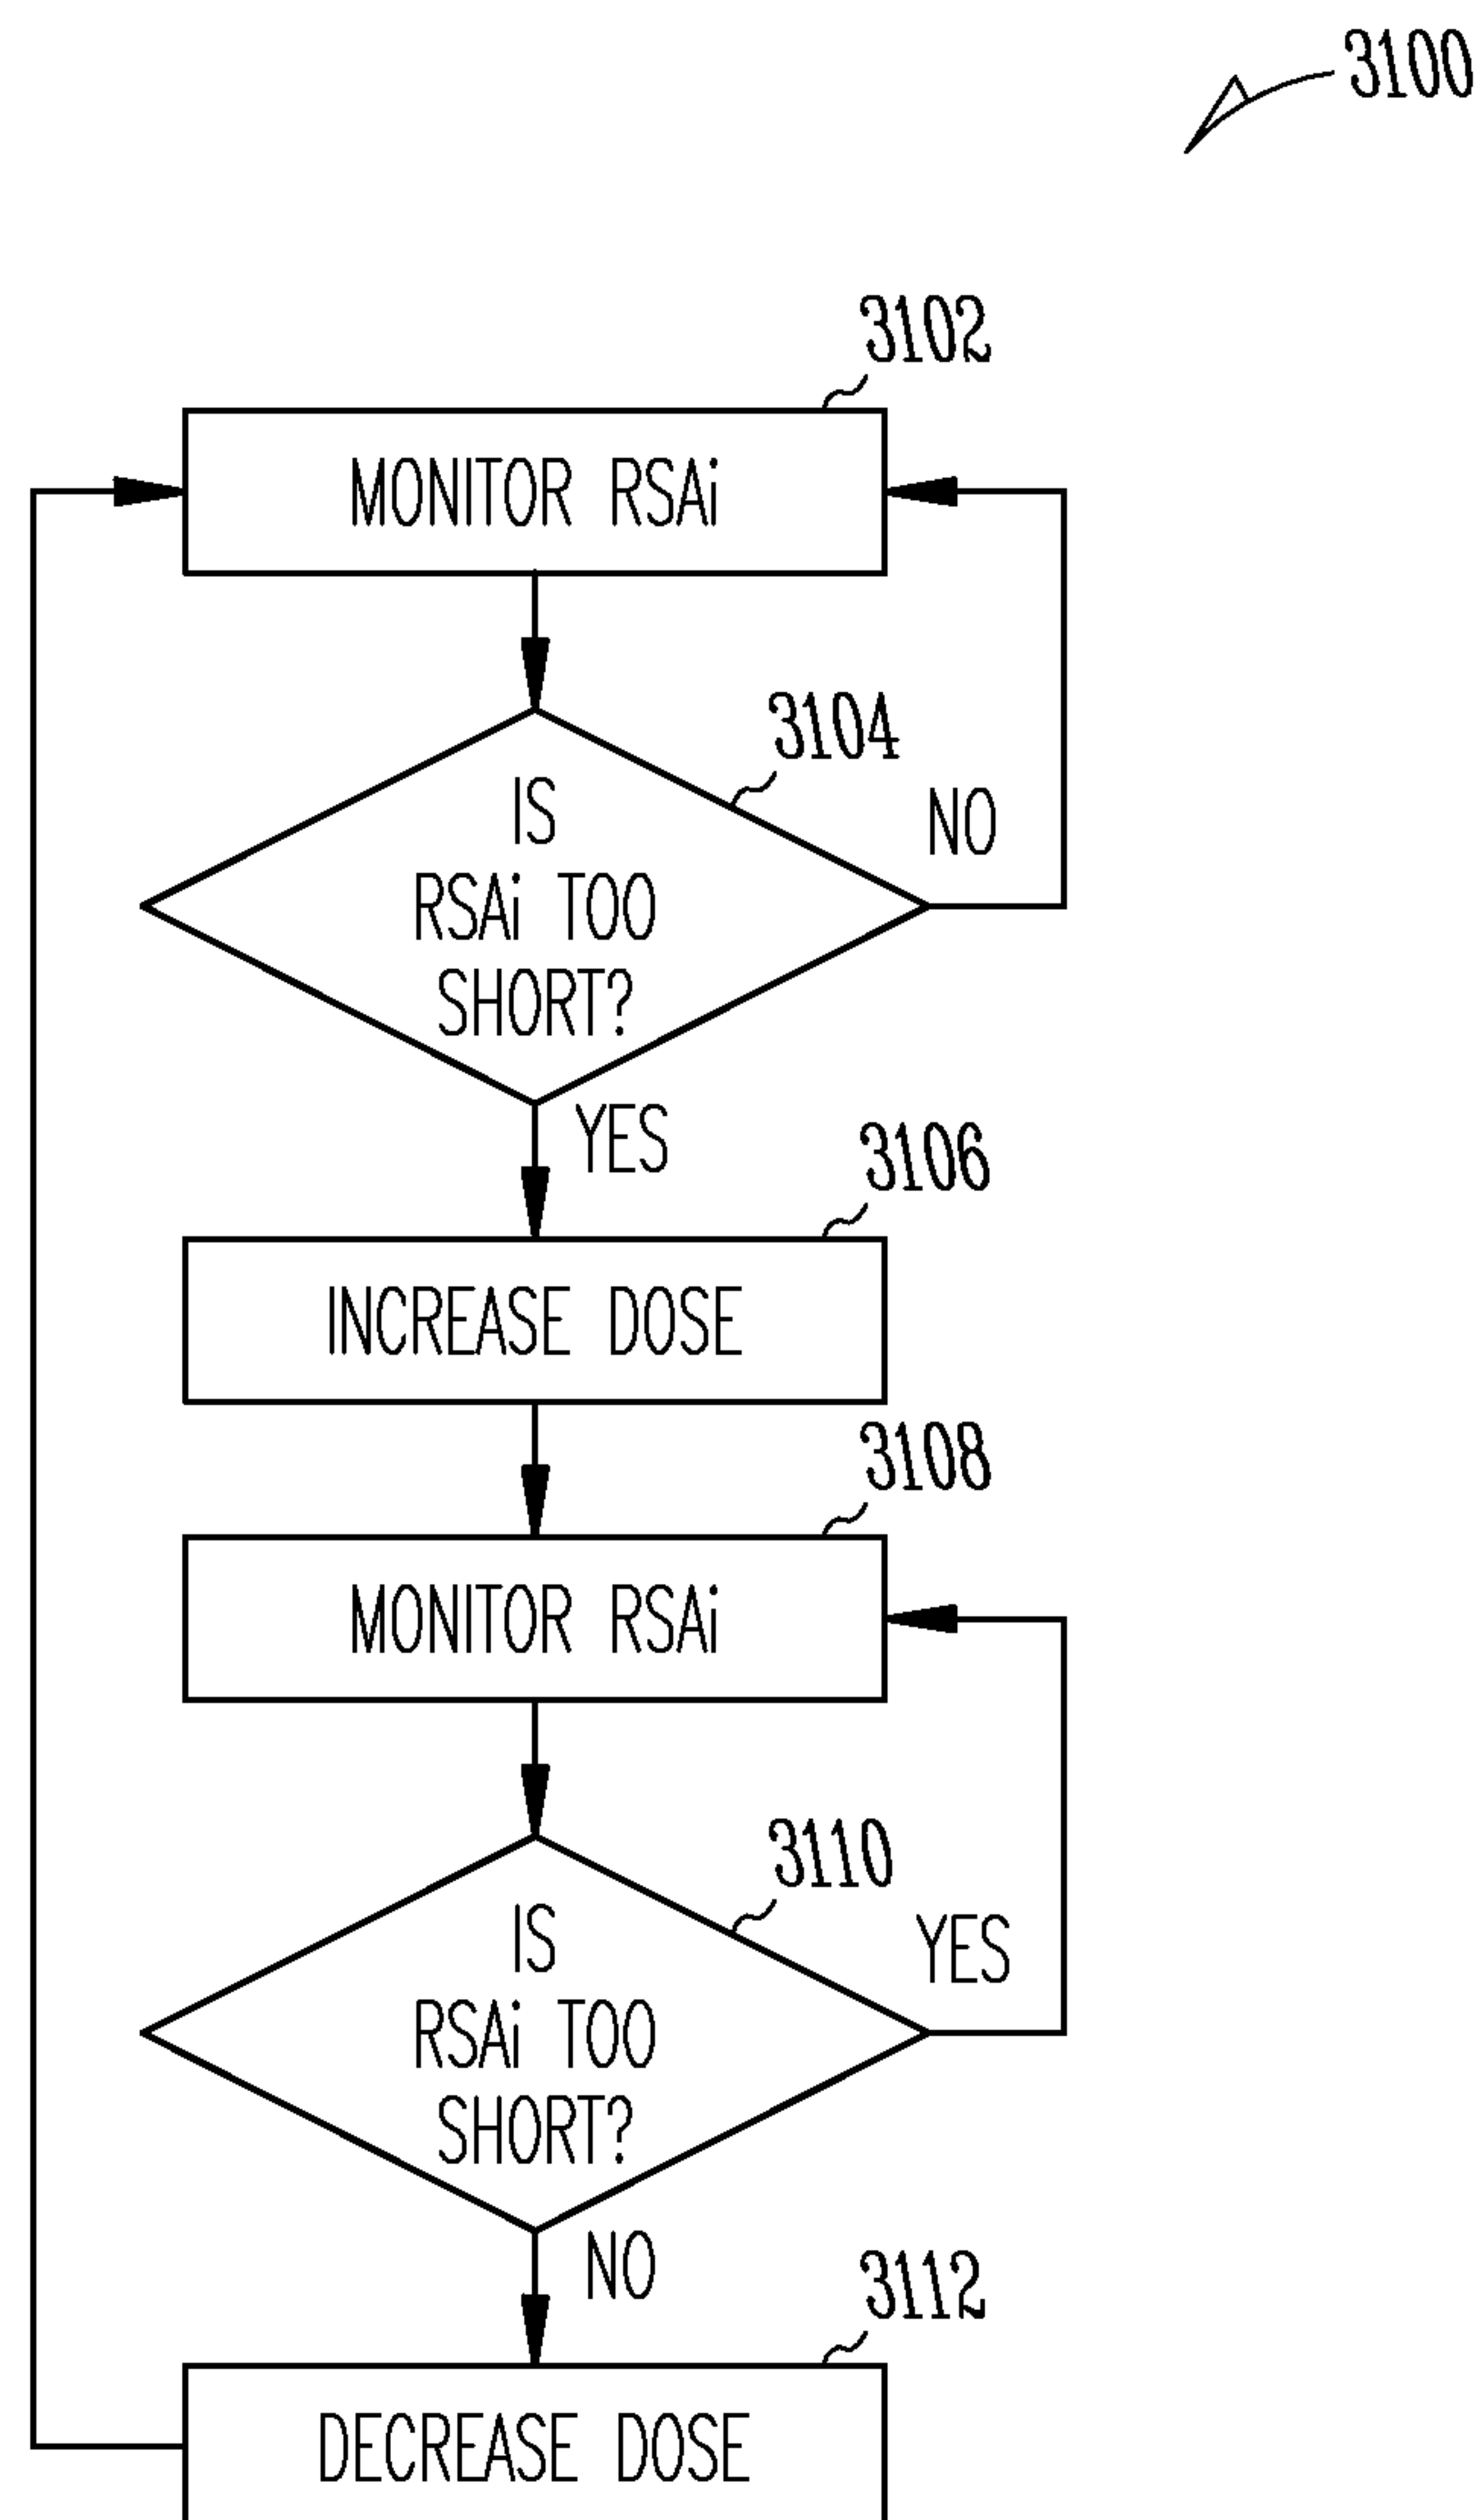 3100
3102
MONITOR RSAi
3104
NO
IS
RSAi TOO
SHORT?
YES
3106
INCREASE DOSE
3108
MONITOR RSAi
3110
YES
IS
RSAi TOO
SHORT?
NO
3112
DECREASE DOSE